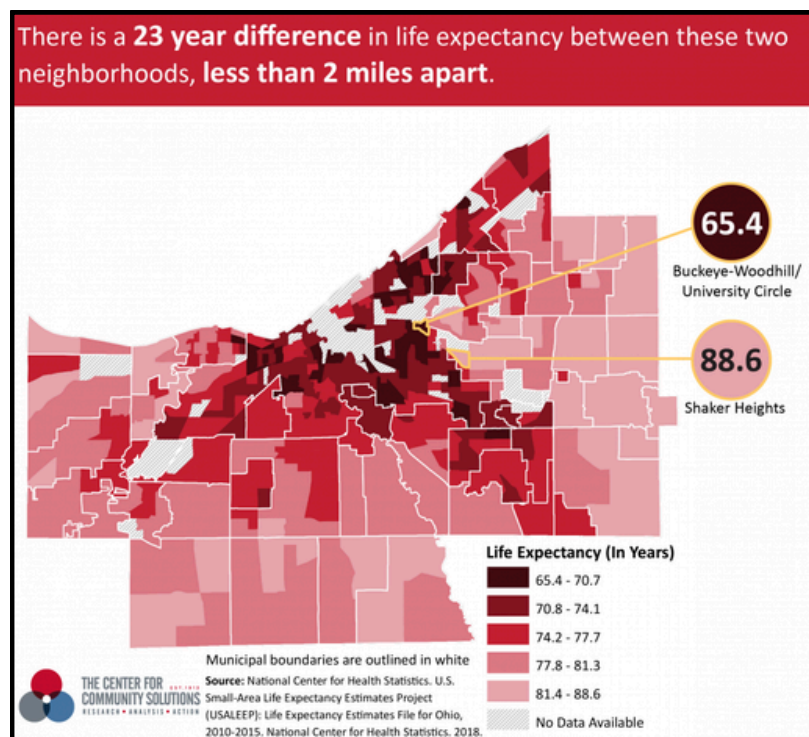 There is a 23 year difference in life expectancy between these two
neighborhoods, less than 2 miles apart.
65.4
Buckeye-Woodhill/
University Circle
88.6
Shaker Heights
Life Expectancy (In Years)
65.4 - 70.7
70.8 - 74.1
74.2 - 77.7
77.8 - 81.3
81.4 - 88.6
No Data Available
Municipal boundaries are outlined in white
Source: National Center for Health Statistics. U.S.
Small-Area Life Expectancy Estimates Project
(USALEEP): Life Expectancy Estimates File for Ohio,
2010-2015. National Center for Health Statistics. 2018.
THE CENTER FOR
EST.1913
COMMUNITY SOLUTIONS
RESEARCH • ANALYSIS • ACTION